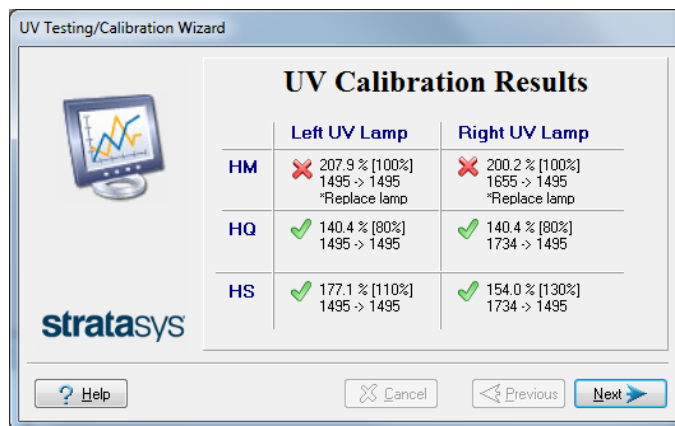 UV Testing/Calibration Wizard
UV Calibration Results
Left UV Lamp Right UV Lamp
HM 207.9 % [100%] 200.2 % [100%]
1495 -> 1495 1655 -> 1495
*Replace lamp *Replace lamp
HQ 140.4 % [80%] 140.4 % [80%]
1495 -> 1495 1734 -> 1495
HS 177.1 % [110%] 154.0 % [130%]
1495 -> 1495 1734 -> 1495
stratasys
? Help Cancel Previous Next